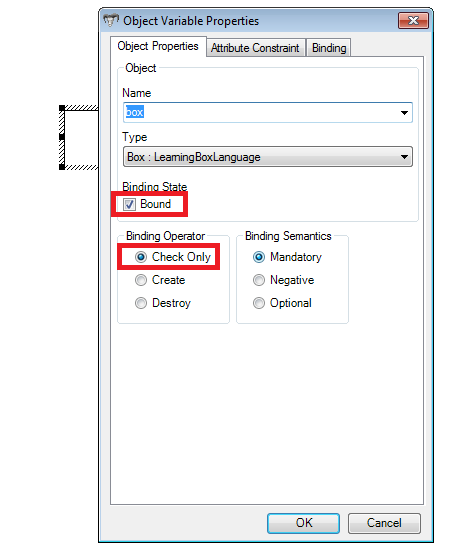 Object Variable Properties
Object Properties Attribute Constraint Binding
Object
Name
box
Type
Box : LearningBoxLanguage
Binding State
Bound
Binding Operator Binding Semantics
Check Only Mandatory
Create Negative
Destroy Optional
OK Cancel